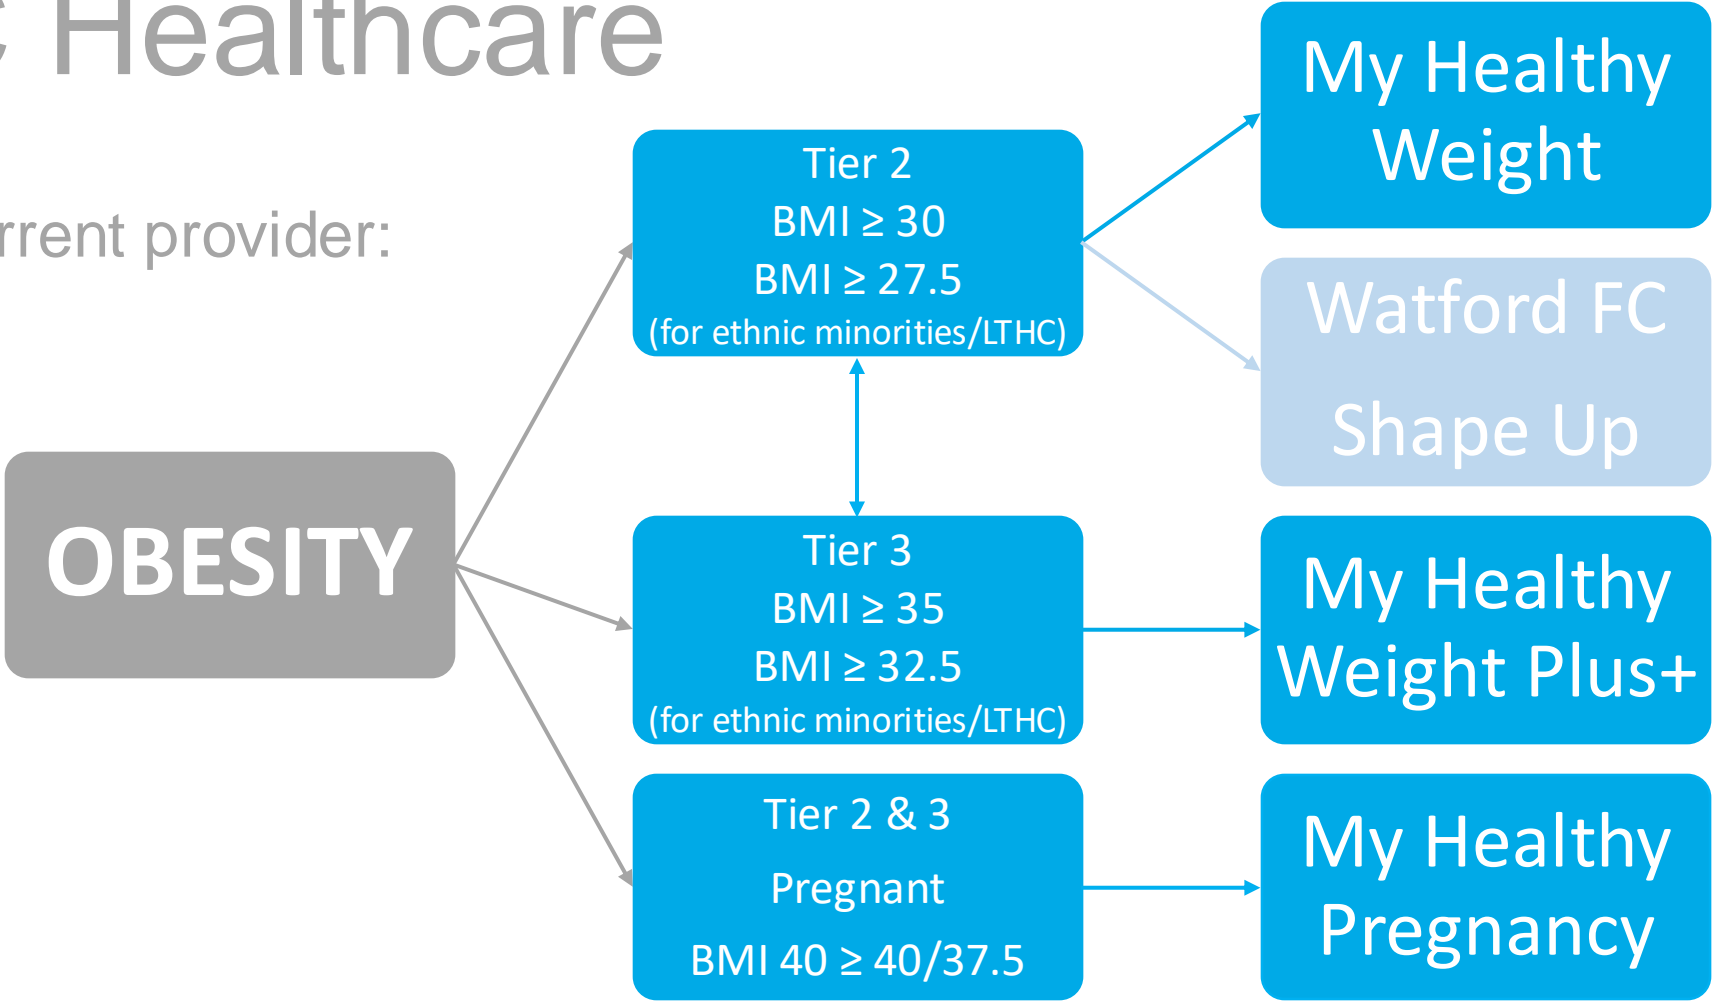 Healthcare
provider:
OBESITY
Tier 2
BMI ≥ 30
BMI ≥ 27.5
(for ethnic minorities/LTHC)
Tier 3
BMI ≥ 35
BMI ≥ 32.5
(for ethnic minorities/LTHC)
Tier 2 & 3
Pregnant
BMI 40 ≥ 40/37.5
My Healthy
Weight
Watford FC
Shape Up
My Healthy
Weight Plus+
My Healthy
Pregnancy